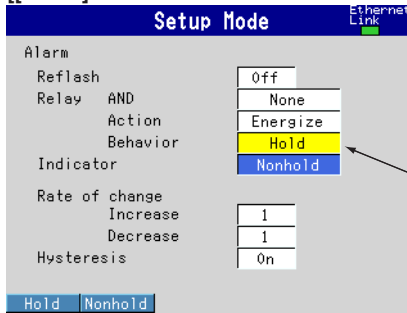 Setup Mode
Ethernet
Link
Alarm
Reflash Off
Relay AND None
Action Energize
Behavior Hold
Indicator Nonhold
Rate of change
Increase 1
Decrease 1
Hysteresis On
Hold Nonhold